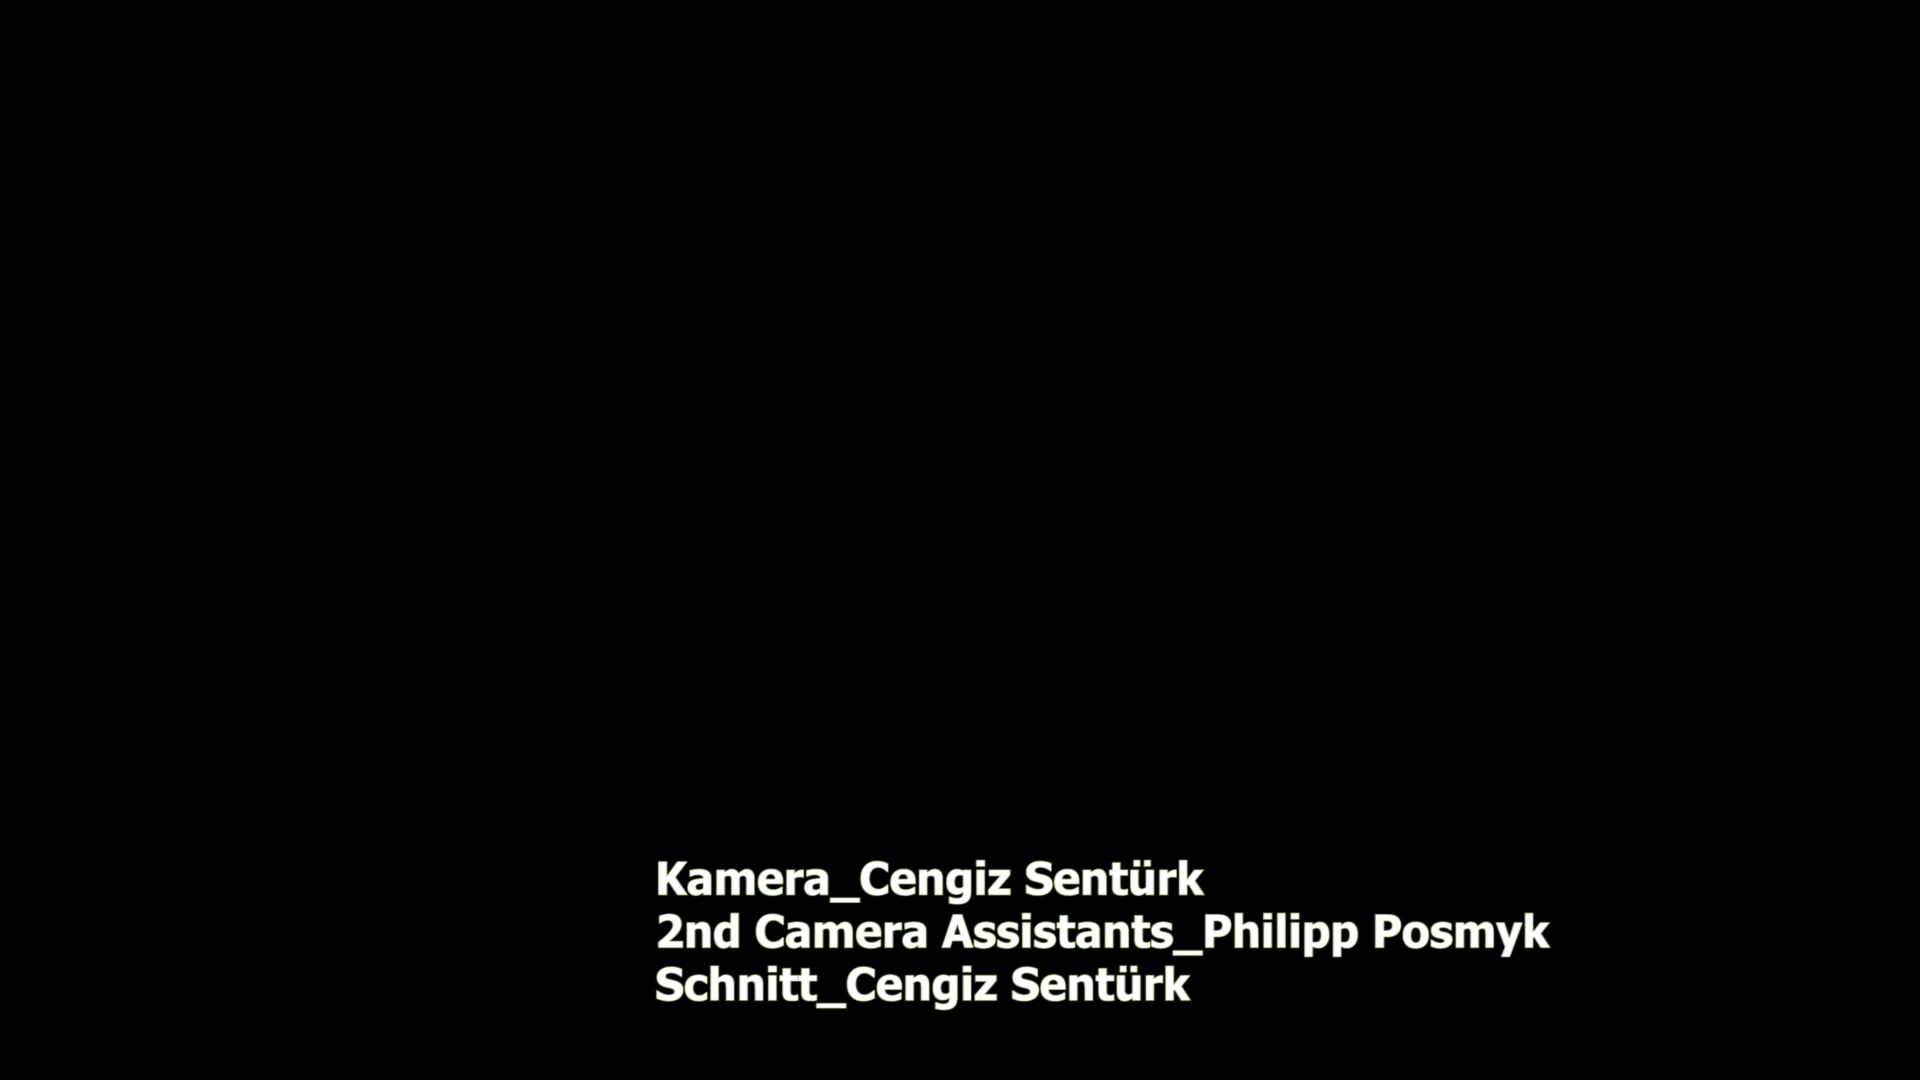 Kamera_Cengiz Sentürk
2nd Camera Assistants_Philipp Posmyk
Schnitt_Cengiz Sentürk